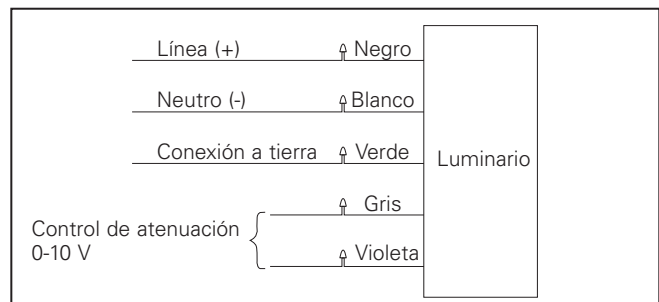 Línea (+) Negro
Neutro (-) Blanco
Conexión a tierra Verde
Luminario
Gris
Control de atenuación
0-10 V
Violeta